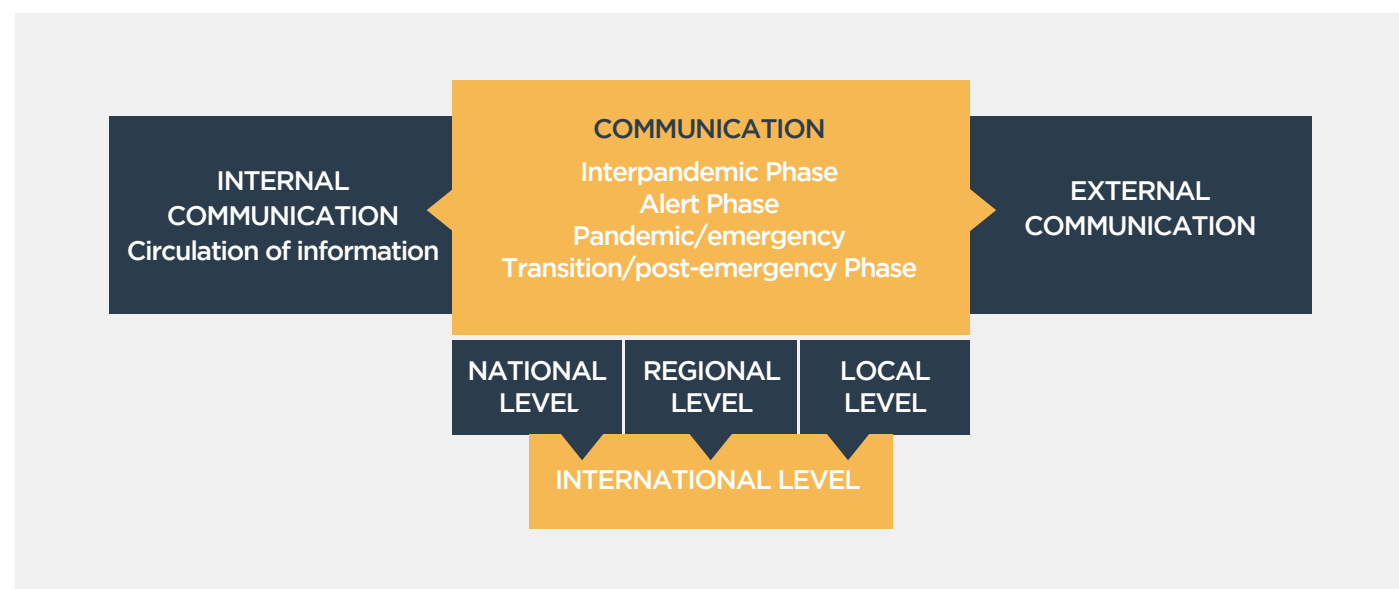 INTERNAL
COMMUNICATION
Circulation of information
COMMUNICATION
Interpandemic Phase
Alert Phase
Pandemic/emergency
Transition/post-emergency Phase
EXTERNAL
COMMUNICATION
NATIONAL
LEVEL
REGIONAL
LEVEL
LOCAL
LEVEL
INTERNATIONAL LEVEL